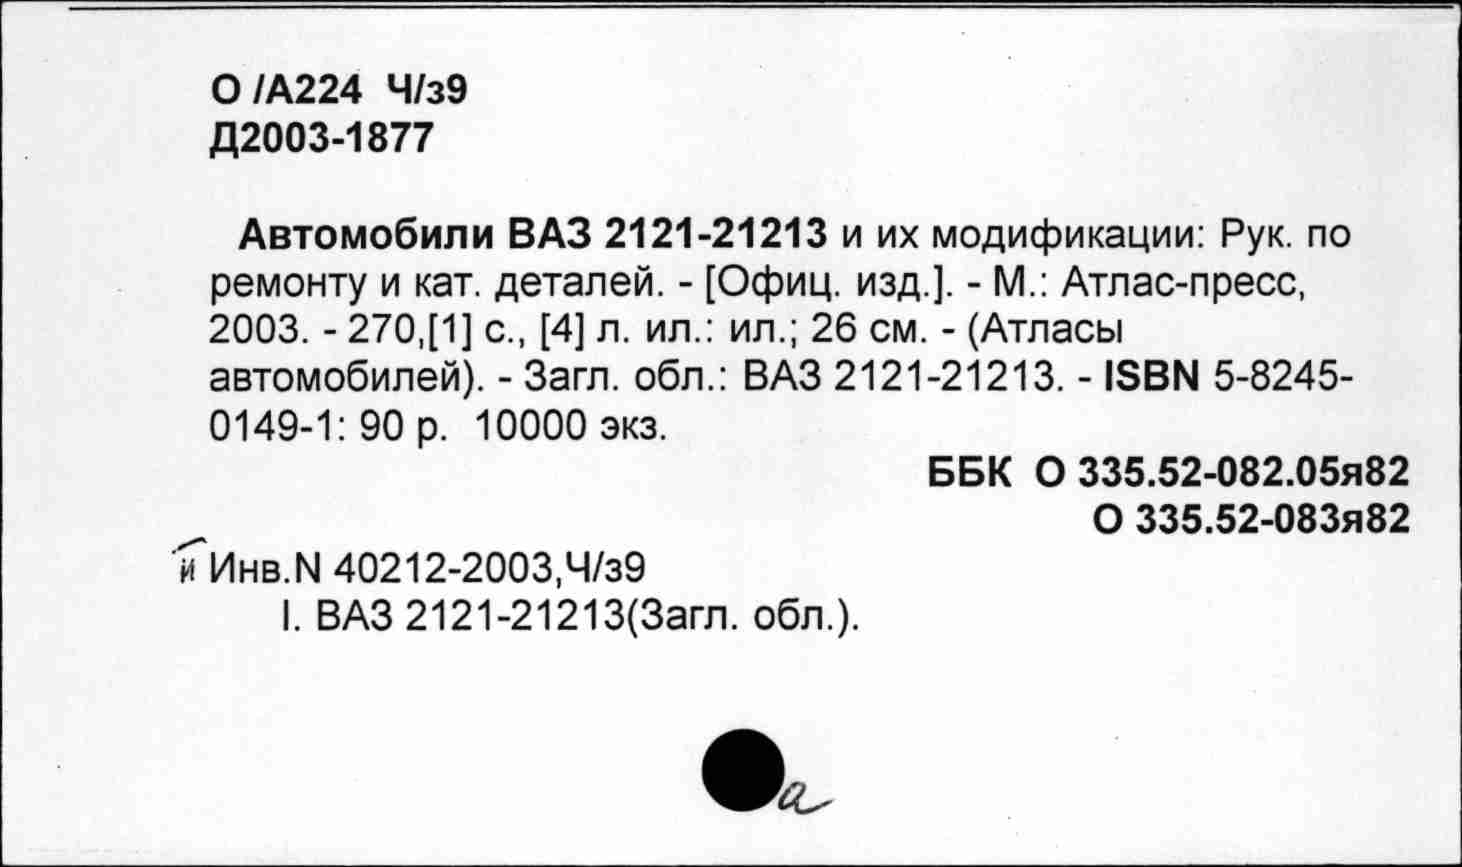 О /А224 Ч/з9
Д2003-1877
Автомобили ВАЗ 2121-21213 и их модификации: Рук. по
ремонту и кат. деталей. - [Офиц. изд.]. - М.: Атлас-пресс,
2003. - 270,[1] с., [4] л. ил.: ил.; 26 см. - (Атласы
автомобилей). - Загл. обл.: ВАЗ 2121-21213. - ISBN 5-8245-
0149-1: 90 р. 10000 экз.
ББК О 335.52-082.05я82
О 335.52-083я82
и Инв.N 40212-2003,Ч/з9
I. ВАЗ 2121-21213(Загл. обл.).
а